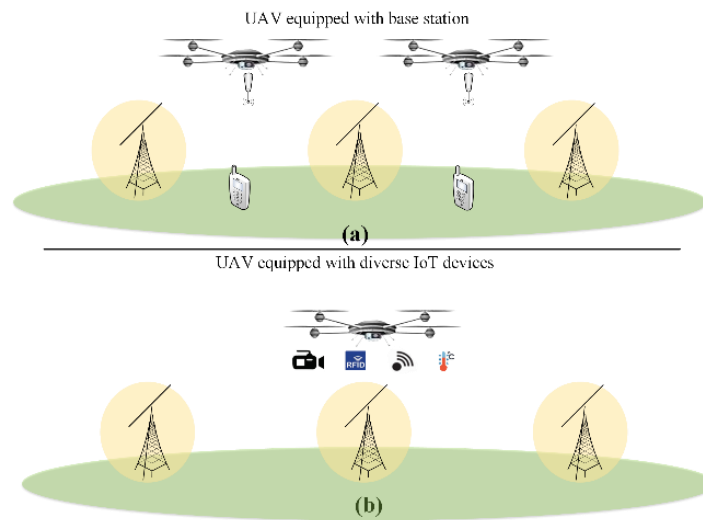 UAV equipped with base station
(a)
UAV equipped with diverse IoT devices
RFID
°C
(b)